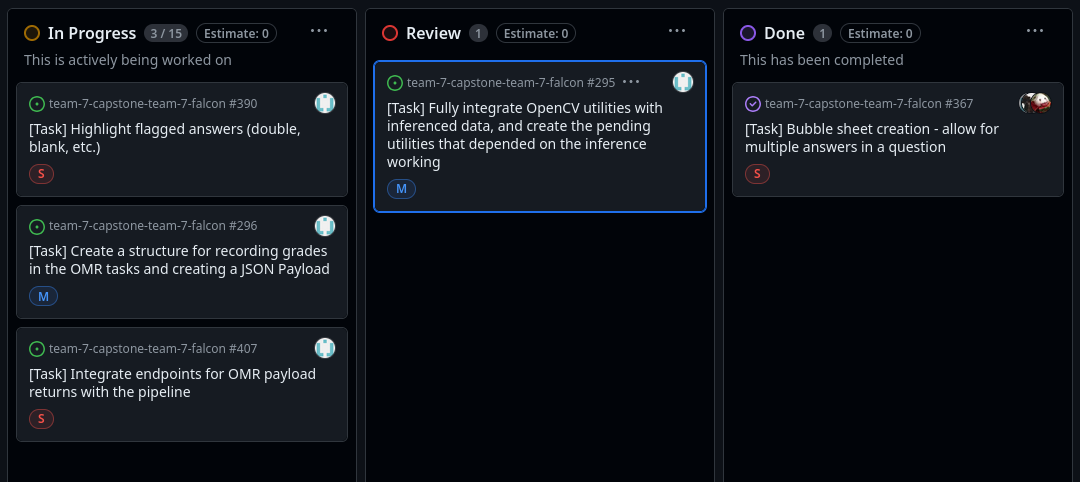 In Progress 3 / 15 Estimate: 0
This is actively being worked on
team-7-capstone-team-7-falcon #390
[Task] Highlight flagged answers (double,
blank, etc.)
S
team-7-capstone-team-7-falcon #296
[Task] Create a structure for recording grades
in the OMR tasks and creating a JSON Payload
M
team-7-capstone-team-7-falcon #407
[Task] Integrate endpoints for OMR payload
returns with the pipeline
S
Review 1 Estimate: 0
team-7-capstone-team-7-falcon #295
[Task] Fully integrate OpenCV utilities with
inferenced data, and create the pending
utilities that depended on the inference
working
M
Done 1 Estimate: 0
This has been completed
team-7-capstone-team-7-falcon #367
[Task] Bubble sheet creation - allow for
multiple answers in a question
S